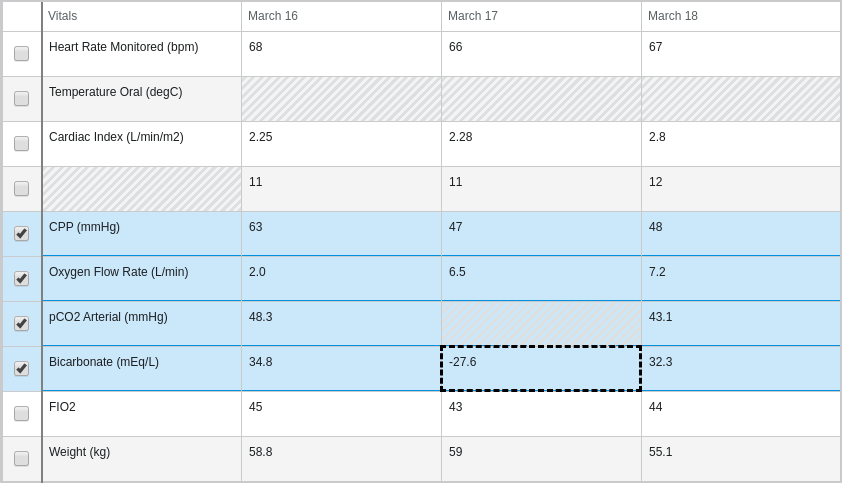 Vitals March 16 March 17 March 18
Heart Rate Monitored (bpm) 68 66 67
Temperature Oral (degC)
Cardiac Index (L/min/m2) 2.25 2.28 2.8
11 11 12
CPP (mmHg) 63 47 48
Oxygen Flow Rate (L/min) 2.0 6.5 7.2
pCO2 Arterial (mmHg) 48.3 43.1
Bicarbonate (mEq/L) 34.8 -27.6 32.3
FIO2 45 43 44
Weight (kg) 58.8 59 55.1